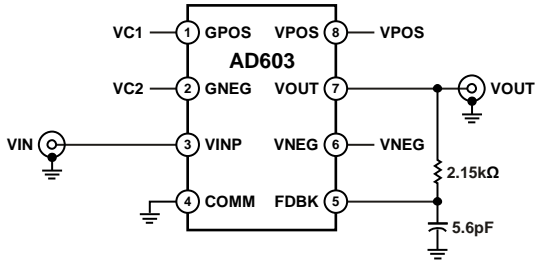 VC1 1 GPOS VPOS 8 VPOS
AD603
VC2 2 GNEG VOUT 7 VOUT
VIN 3 VINP VNEG 6 VNEG
2.15kΩ
4 COMM FDBK 5
5.6pF